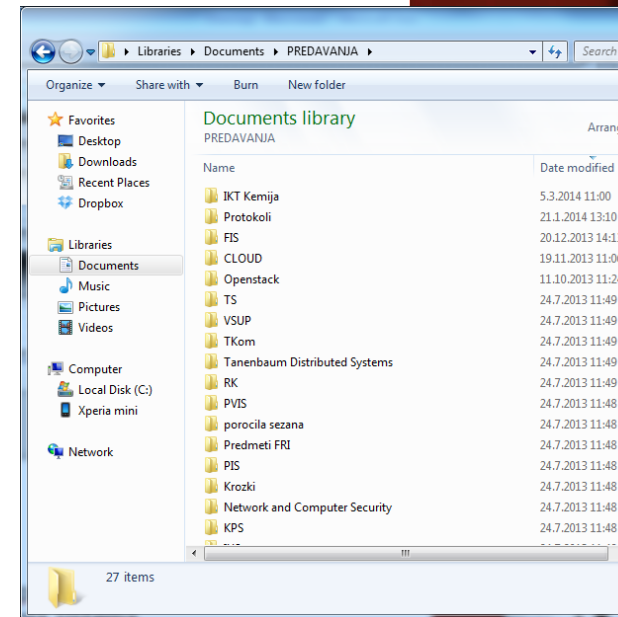 Libraries Documents PREDAVANJA
Search
Organize Share with Burn New folder
Favorites
Desktop
Downloads
Recent Places
Dropbox
Libraries
Documents
Music
Pictures
Videos
Computer
Local Disk (C:)
Xperia mini
Network
Documents library
PREDAVANJA
Name Date modified
IKT Kemija 5.3.2014 11:00
Protokoli 21.1.2014 13:10
FIS 20.12.2013
CLOUD 19.11.2013
Openstack 11.10.2013
TS 24.7.2013 11:49
VSUP 24.7.2013 11:49
TKom 24.7.2013 11:49
Tanenbaum Distributed Systems 24.7.2013 11:49
RK 24.7.2013 11:49
PVIS 24.7.2013 11:48
porocila sezana 24.7.2013 11:48
Predmeti FRI 24.7.2013 11:48
PIS 24.7.2013 11:48
Krozki 24.7.2013 11:48
Network and Computer Security 24.7.2013 11:48
KPS 24.7.2013 11:48
27 items